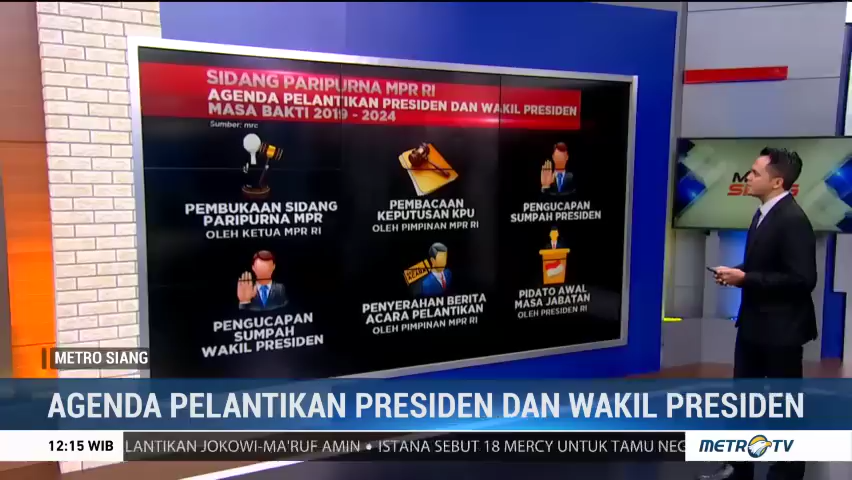 SIDANG PARIPURNA MPR RI
AGENDA PELANTIKAN PRESIDEN DAN WAKIL PRESIDEN
MASA BAKTI 2019 - 2024
Sumber: mrc
PEMBUKAAN SIDANG
PARIPURNA MPR
OLEH KETUA MPR RI
PEMBACAAN
KEPUTUSAN KPU
OLEH PIMPINAN MPR RI
PENGUCAPAN
SUMPAH PRESIDEN
PENGUCAPAN
SUMPAH
WAKIL PRESIDEN
ACARA
PENYERAHAN BERITA
ACARA PELANTIKAN
OLEH PIMPINAN MPR RI
PIDATO AWAL
MASA JABATAN
OLEH PRESIDEN RI
METRO SIANG
AGENDA PELANTIKAN PRESIDEN DAN WAKIL PRESIDEN
12:15 WIB
LANTIKAN JOKOWI-MA'RUF AMIN • ISTANA SEBUT 18 MERCY UNTUK TAMU NEG
METRO TV